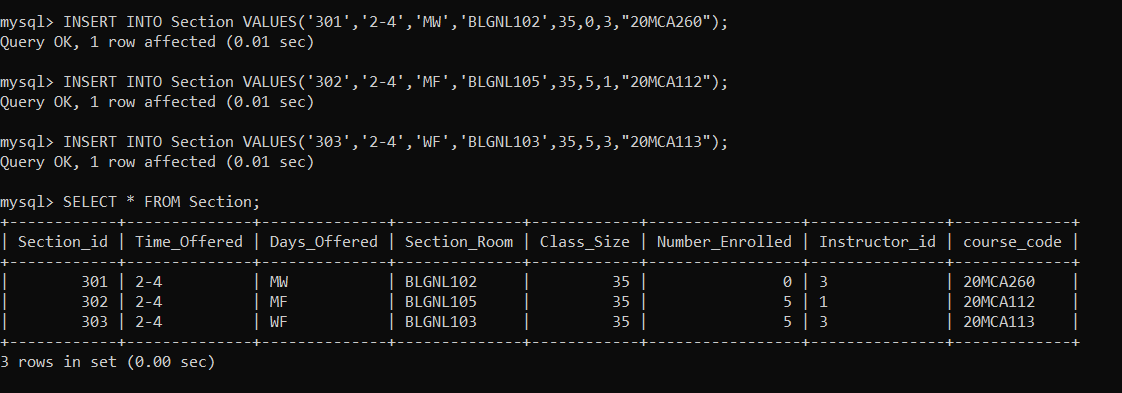 mysql> INSERT INTO Section VALUES('301','2-4','MW','BLGNL102',35,0,3,"20MCA260");
Query OK, 1 row affected (0.01 sec)
mysql> INSERT INTO Section VALUES('302','2-4','MF','BLGNL105',35,5,1,"20MCA112");
Query OK, 1 row affected (0.01 sec)
mysql> INSERT INTO Section VALUES('303','2-4','WF','BLGNL103',35,5,3,"20MCA113");
Query OK, 1 row affected (0.01 sec)
mysql> SELECT * FROM Section;
+------------+--------------+--------------+--------------+------------+-----------------+---------------+-------------+
| Section_id | Time_Offered | Days_Offered | Section_Room | Class_Size | Number_Enrolled | Instructor_id | course_code |
+------------+--------------+--------------+--------------+------------+-----------------+---------------+-------------+
|        301 | 2-4          | MW           | BLGNL102     |         35 |               0 | 3             | 20MCA260    |
|        302 | 2-4          | MF           | BLGNL105     |         35 |               5 | 1             | 20MCA112    |
|        303 | 2-4          | WF           | BLGNL103     |         35 |               5 | 3             | 20MCA113    |
+------------+--------------+--------------+--------------+------------+-----------------+---------------+-------------+
3 rows in set (0.00 sec)